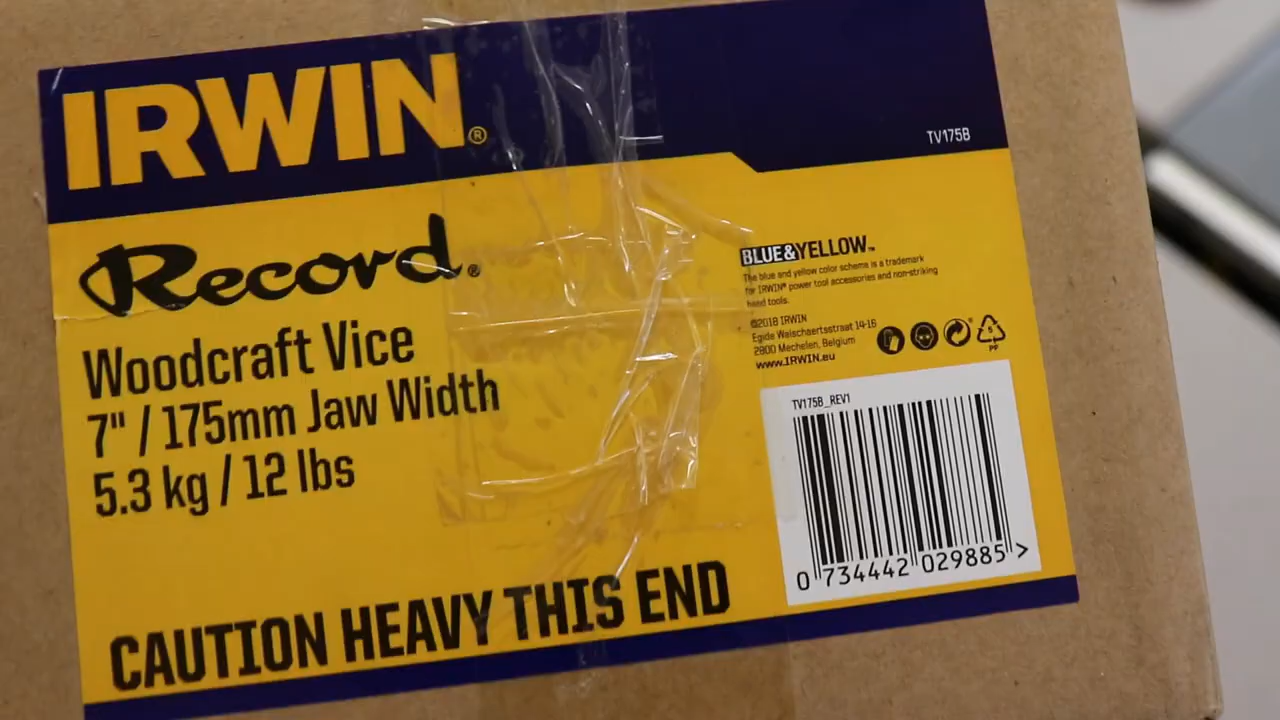 IRWIN®
TV175B
Record®
Woodcraft Vice
7" / 175mm Jaw Width
5.3 kg / 12 lbs
CAUTION HEAVY THIS END
BLUE&YELLOW™
The blue and yellow color scheme is a trademark
for IRWIN® power tool accessories and non-striking
hand tools.
©2018 IRWIN
Egide Walschaertsstraat 14-16
2800 Mechelen, Belgium
www.IRWIN.eu
5
PP
TV175B_REV1
0 734442 029885 >